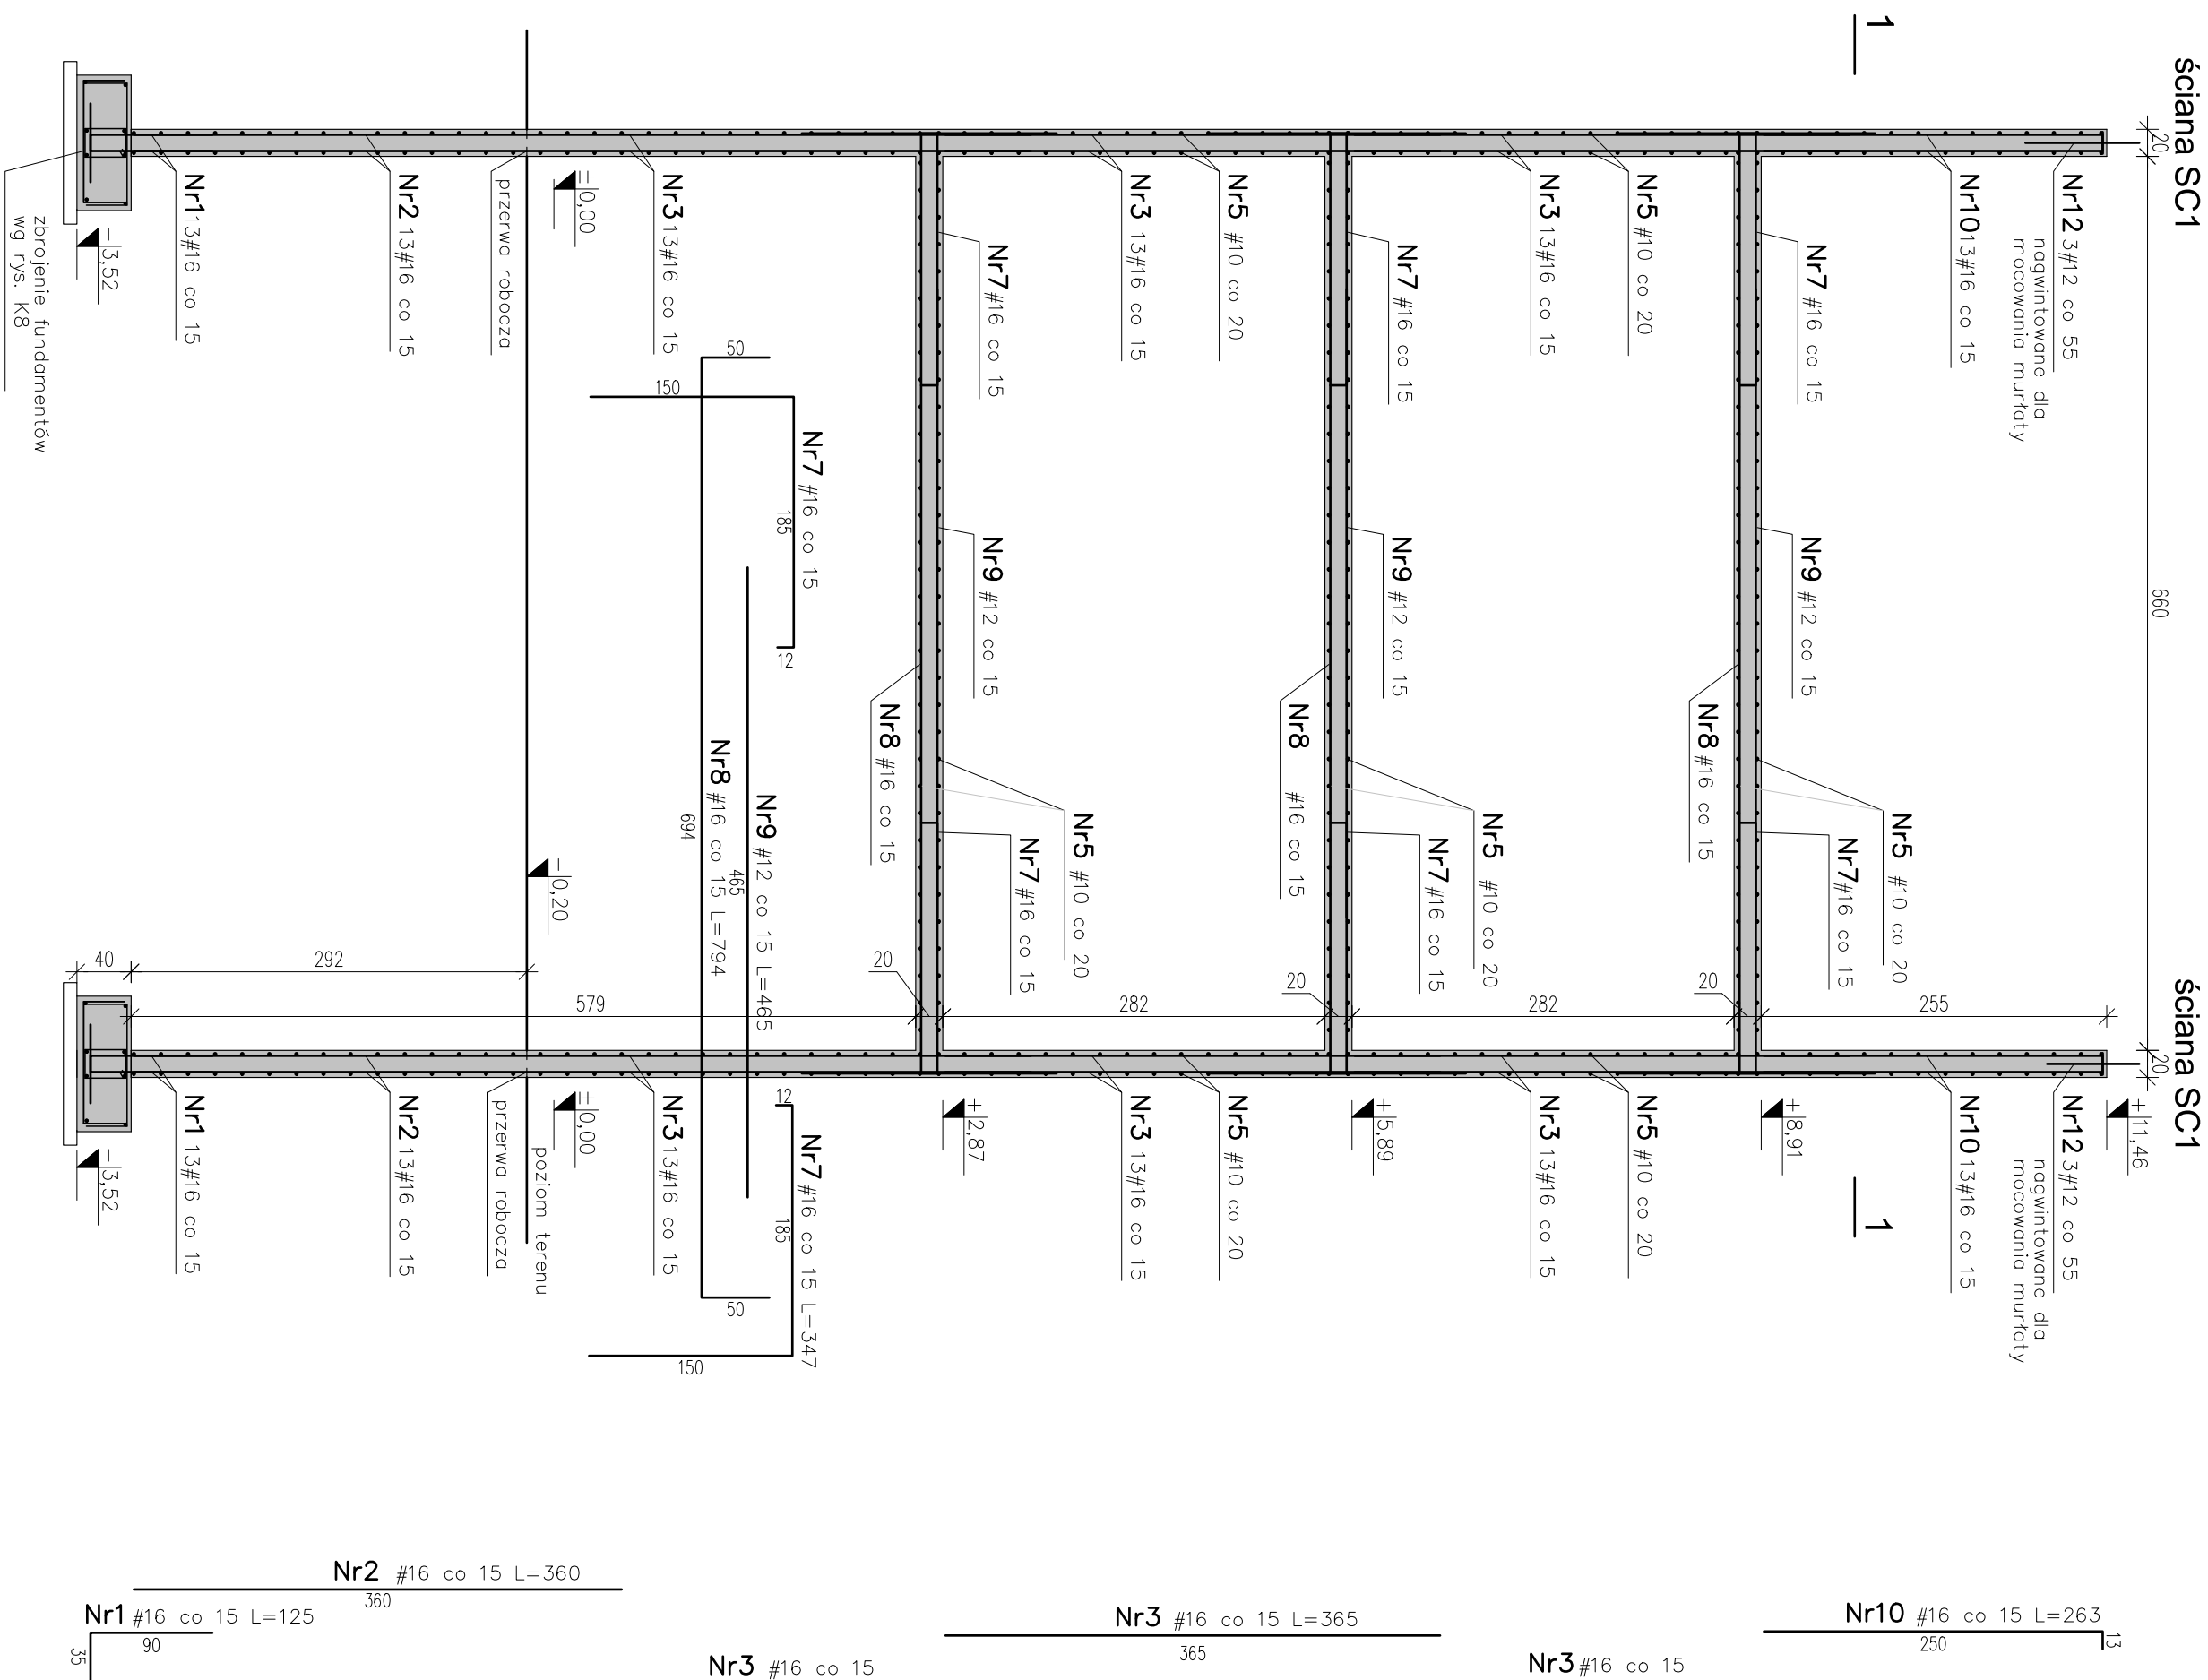 ściana SC1
ściana SC1
1
1
20
660
20
Nr12 3#12 co 55
nagwintowane dla
mocowania murłaty
Nr10 13#16 co 15
Nr7 #16 co 15
Nr5 #10 co 20
Nr3 13#16 co 15
Nr7 #16 co 15
Nr5 #10 co 20
Nr3 13#16 co 15
Nr7 #16 co 15
Nr3 13#16 co 15
±0,00
przerwa robocza
Nr2 13#16 co 15
Nr1 13#16 co 15
-3,52
zbrojenie fundamentów
wg rys. K8
Nr9 #12 co 15
Nr8 #16 co 15
Nr5 #10 co 20
Nr7 #16 co 15
Nr9 #12 co 15
Nr8 #16 co 15
Nr5 #10 co 20
Nr7 #16 co 15
Nr9 #12 co 15
Nr8 #16 co 15
Nr5 #10 co 20
Nr7 #16 co 15
255
20
282
20
282
20
579
292
40
-0,20
+11,46
Nr12 3#12 co 55
nagwintowane dla
mocowania murłaty
Nr10 13#16 co 15
+8,91
Nr5 #10 co 20
Nr3 13#16 co 15
+5,89
Nr5 #10 co 20
Nr3 13#16 co 15
+2,87
Nr3 13#16 co 15
±0,00
poziom terenu
przerwa robocza
Nr2 13#16 co 15
Nr1 13#16 co 15
-3,52
Nr7 #16 co 15
150
185
12
Nr9 #12 co 15 L=465
465
Nr8 #16 co 15 L=794
50
694
50
Nr7 #16 co 15 L=347
12
185
150
Nr2 #16 co 15 L=360
360
Nr1 #16 co 15 L=125
90
35
Nr3 #16 co 15
Nr3 #16 co 15 L=365
365
Nr3 #16 co 15
Nr10 #16 co 15 L=263
250
13